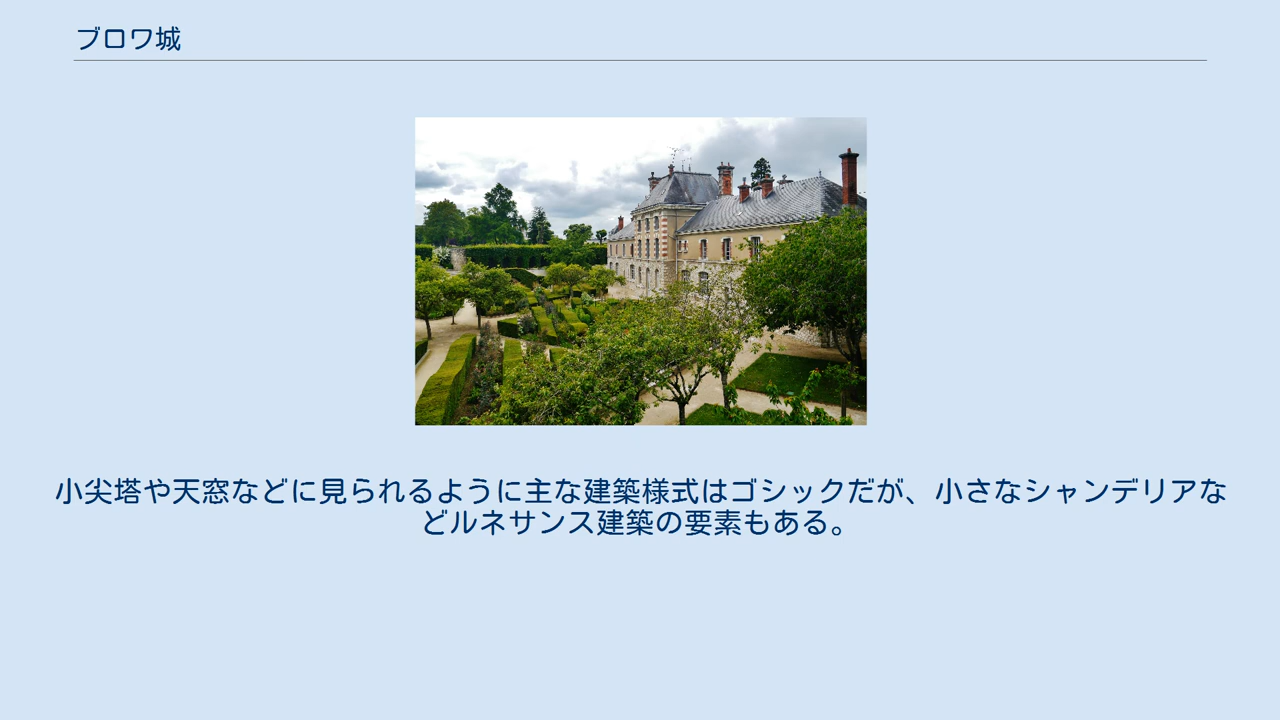 ブロワ城
小尖塔や天窓などに見られるように主な建築様式はゴシックだが、小さなシャンデリアな
どルネサンス建築の要素もある。